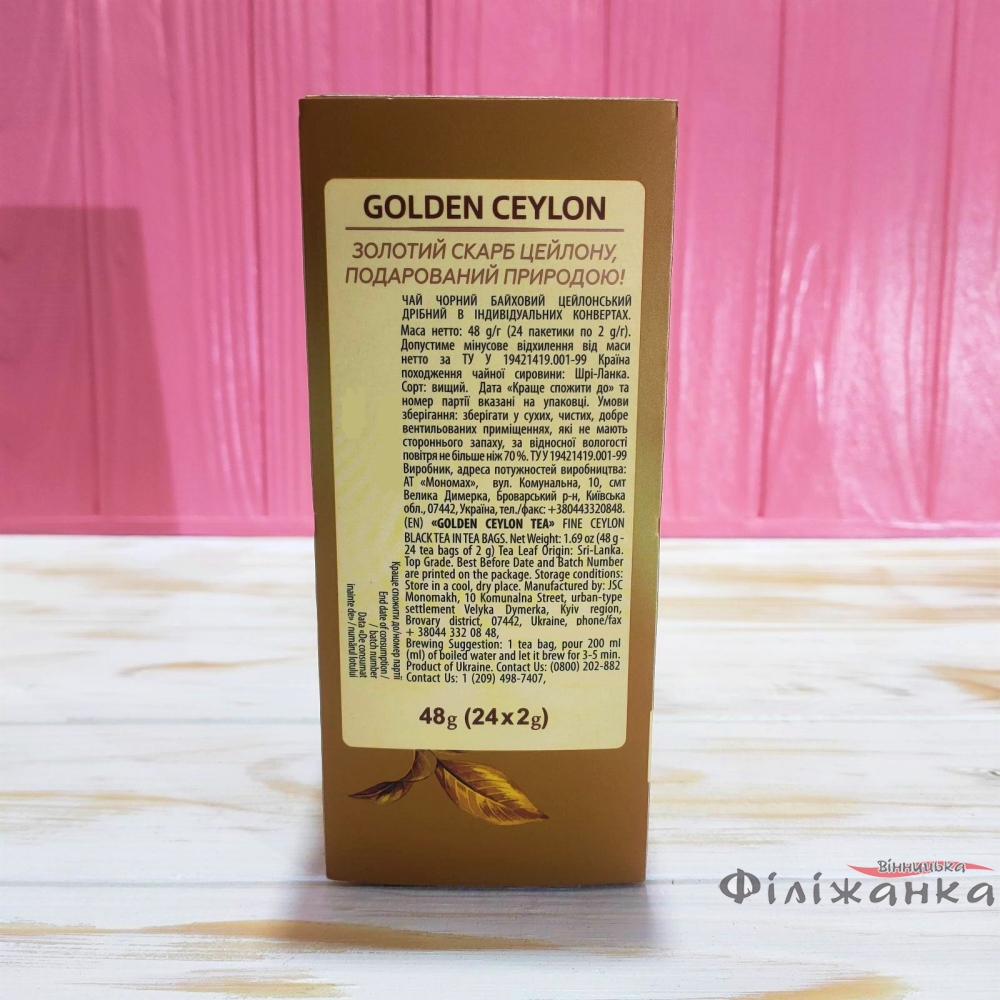 GOLDEN CEYLON
ЗОЛОТИЙ СКАРБ ЦЕЙЛОНУ,
ПОДАРОВАНИЙ ПРИРОДОЮ!
ЧАЙ ЧОРНИЙ БАЙХОВИЙ ЦЕЙЛОНСЬКИЙ
ДРІБНИЙ В ІНДИВІДУАЛЬНИХ КОНВЕРТАХ.
Маса нетто: 48 g/г (24 пакетики по 2 g/г).
Допустиме мінусове відхилення від маси
нетто за ТУ У 19421419.001-99 Країна
походження чайної сировини: Шрі-Ланка.
Сорт: вищий. Дата «Краще спожити до» та
номер партії вказані на упаковці. Умови
зберігання: зберігати у сухих, чистих, добре
вентильованих приміщеннях, які не мають
стороннього запаху, за відносної вологості
повітря не більше ніж 70 %. ТУ У 19421419.001-99
Виробник, адреса потужностей виробництва:
АТ «Мономах», вул. Комунальна, 10, смт
Велика Димерка, Броварський р-н, Київська
обл., 07442, Україна, тел./факс: +380443320848.
(EN) «GOLDEN CEYLON TEA» FINE CEYLON
BLACK TEA IN TEA BAGS. Net Weight: 1.69 oz (48 g -
24 tea bags of 2 g) Tea Leaf Origin: Sri-Lanka.
Top Grade. Best Before Date and Batch Number
are printed on the package. Storage conditions:
Store in a cool, dry place. Manufactured by: JSC
Monomakh, 10 Komunalna Street, urban-type
settlement Velyka Dymerka, Kyiv region,
Brovary district, 07442, Ukraine, phone/fax
+ 38044 332 08 48,
Brewing Suggestion: 1 tea bag, pour 200 ml
(ml) of boiled water and let it brew for 3-5 min.
Product of Ukraine. Contact Us: (0800) 202-882
Contact Us: 1 (209) 498-7407,
Краще спожити до/номер партії
End date of consumption /
/ batch number
Data «De consumat
inainte de» / numărul lotului
48g (24x2g)
Вінницька
Філіжанка